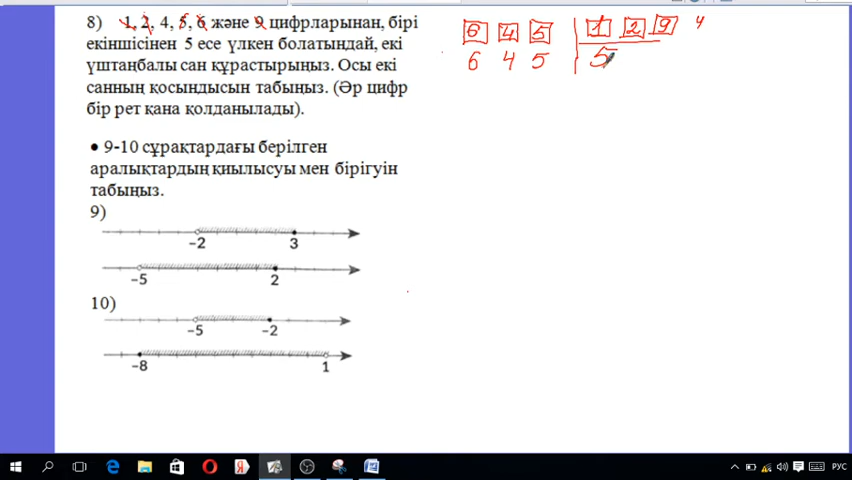 8) 1, 2, 4, 5, 6 және 9 цифрларынан, бірі
екіншісінен 5 есе үлкен болатындай, екі
үштаңбалы сан құрастырыңыз. Осы екі
санның қосындысын табыңыз. (Әр цифр
бір рет қана қолданылады).
6 4 5 1 2 9 4
6 4 5 5
• 9-10 сұрақтардағы берілген
аралықтардың қиылысуы мен бірігуін
табыңыз.
9)
-2 3
-5 2
10)
-5 -2
-8 1
РУС